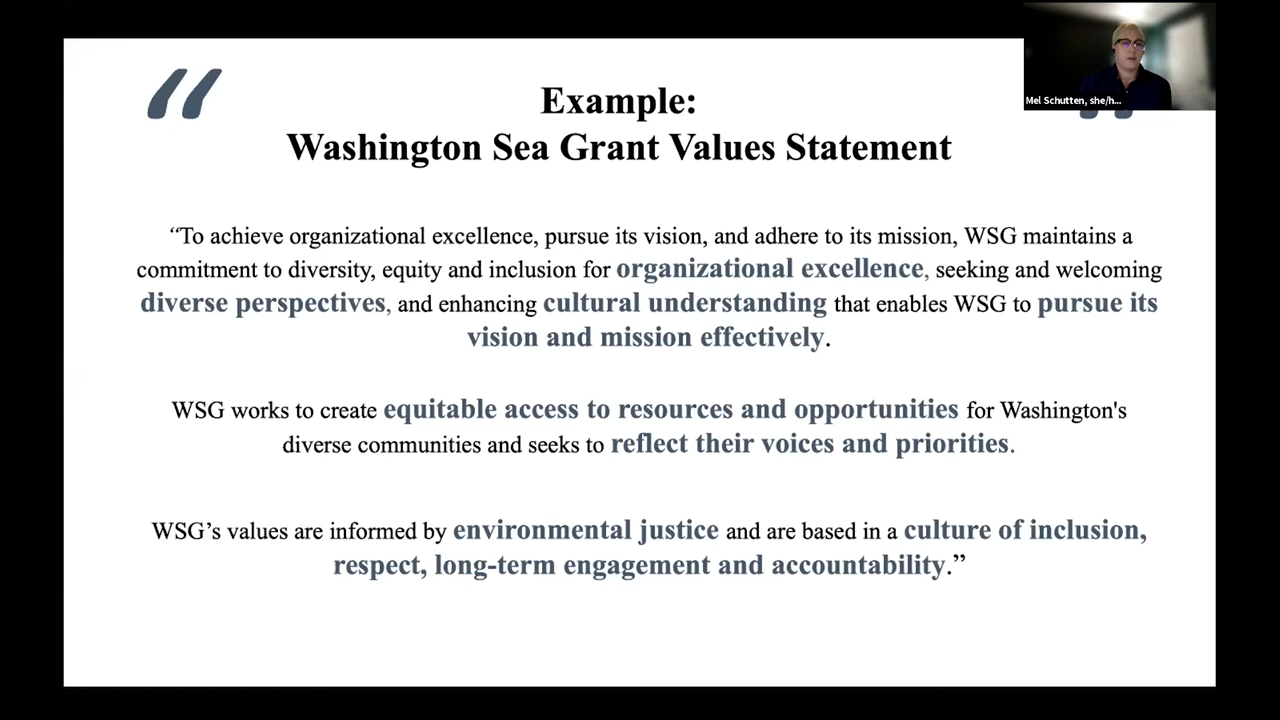 “
Example:
Washington Sea Grant Values Statement
Mel Schutten, she/h...
“To achieve organizational excellence, pursue its vision, and adhere to its mission, WSG maintains a
commitment to diversity, equity and inclusion for organizational excellence, seeking and welcoming
diverse perspectives, and enhancing cultural understanding that enables WSG to pursue its
vision and mission effectively.
WSG works to create equitable access to resources and opportunities for Washington's
diverse communities and seeks to reflect their voices and priorities.
WSG’s values are informed by environmental justice and are based in a culture of inclusion,
respect, long-term engagement and accountability.”